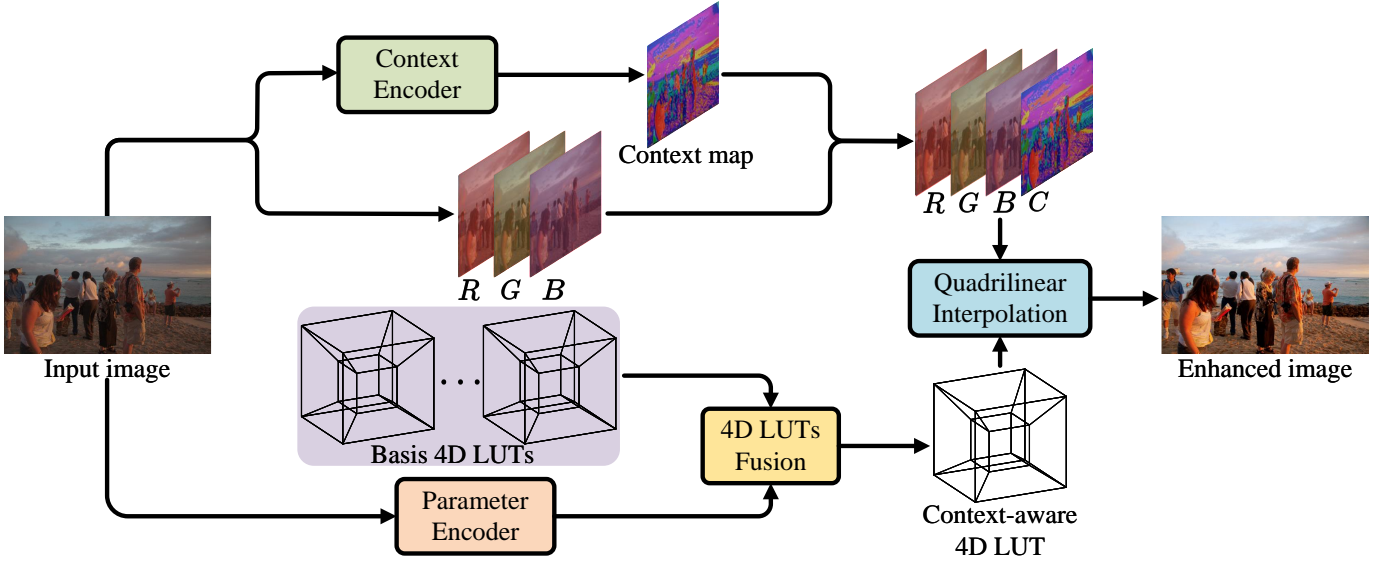 Context
Encoder
Context map
R G B
R G B C
Input image
Quadrilinear
Interpolation
Enhanced image
Basis 4D LUTs
4D LUTs
Fusion
Parameter
Encoder
Context-aware
4D LUT